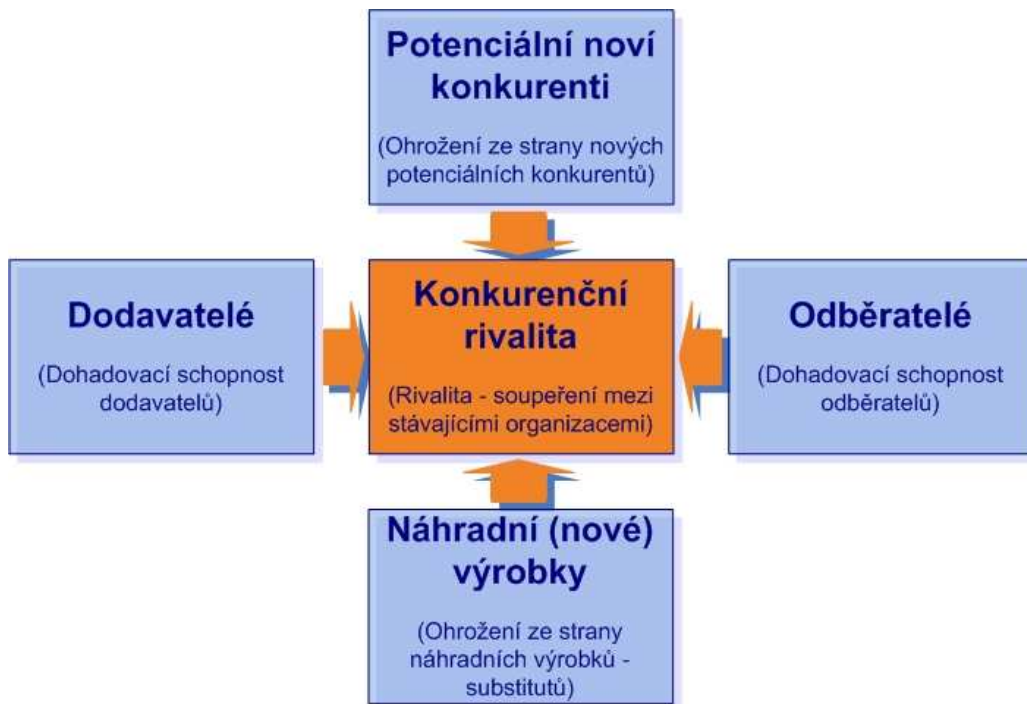 Potenciální noví
konkurenti
(Ohrožení ze strany nových
potenciálních konkurentů)
Dodavatelé
(Dohadovací schopnost
dodavatelů)
Konkurenční
rivalita
(Rivalita - soupeření mezi
stávajícími organizacemi)
Odběratelé
(Dohadovací schopnost
odběratelů)
Náhradní (nové)
výrobky
(Ohrožení ze strany
náhradních výrobků -
substitutů)